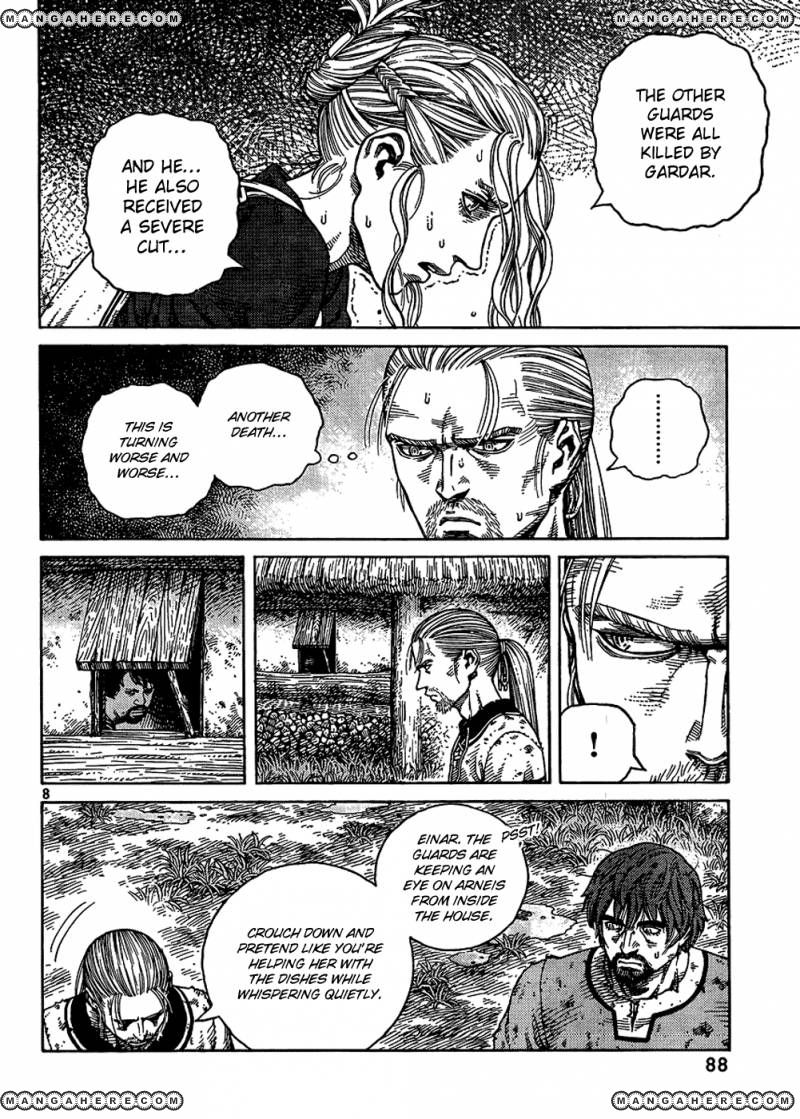 MANGAHERE.COM
MANGAHERE.COM
THE OTHER
GUARDS
WERE ALL
KILLED BY
GARDAR.
AND HE...
HE ALSO
RECEIVED
A SEVERE
CUT...
.........
ANOTHER
DEATH...
THIS IS
TURNING
WORSE AND
WORSE...
!
8
PSST!
EINAR. THE
GUARDS ARE
KEEPING AN
EYE ON ARNEIS
FROM INSIDE
THE HOUSE.
CROUCH DOWN AND
PRETEND LIKE YOU'RE
HELPING HER WITH
THE DISHES WHILE
WHISPERING QUIETLY.
88
MANGAHERE.COM
MANGAHERE.COM